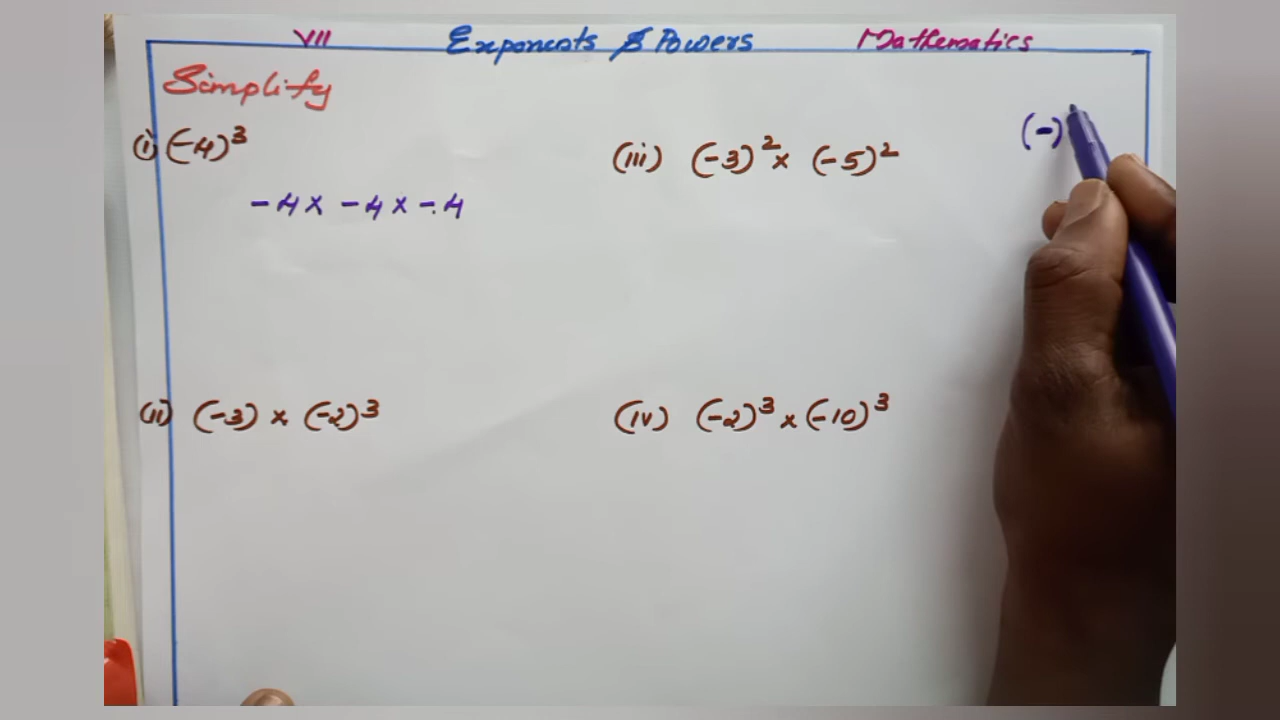 VII Exponents & Powers Mathematics
Simplify
(i) (-4)³
-4 × -4 × -4
(ii) (-3) × (-2)³
(iii) (-3)² × (-5)²
(iv) (-2)³ × (-10)³
(-)